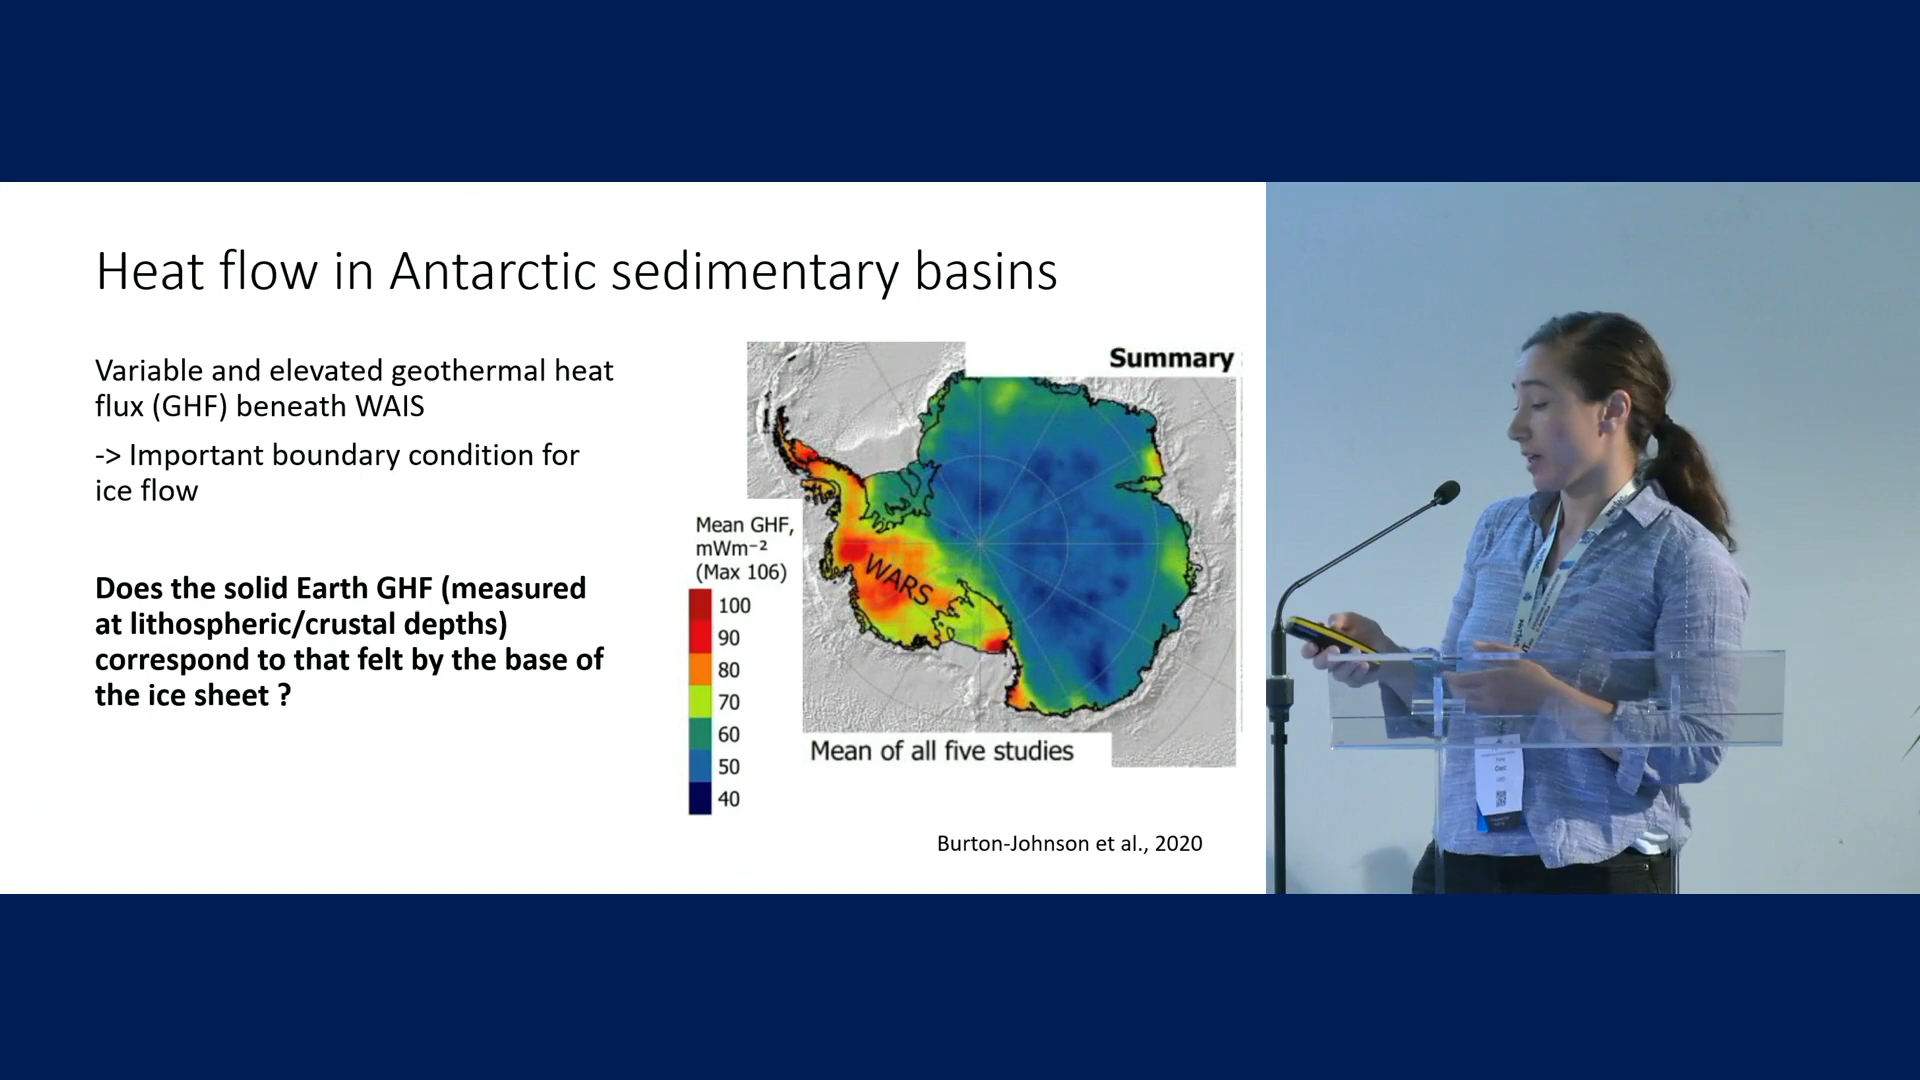 Heat flow in Antarctic sedimentary basins
Variable and elevated geothermal heat
flux (GHF) beneath WAIS
-> Important boundary condition for
ice flow
Does the solid Earth GHF (measured
at lithospheric/crustal depths)
correspond to that felt by the base of
the ice sheet ?
Summary
Mean GHF,
mWm⁻²
(Max 106)
100
90
80
70
60
50
40
WARS
Mean of all five studies
Burton-Johnson et al., 2020